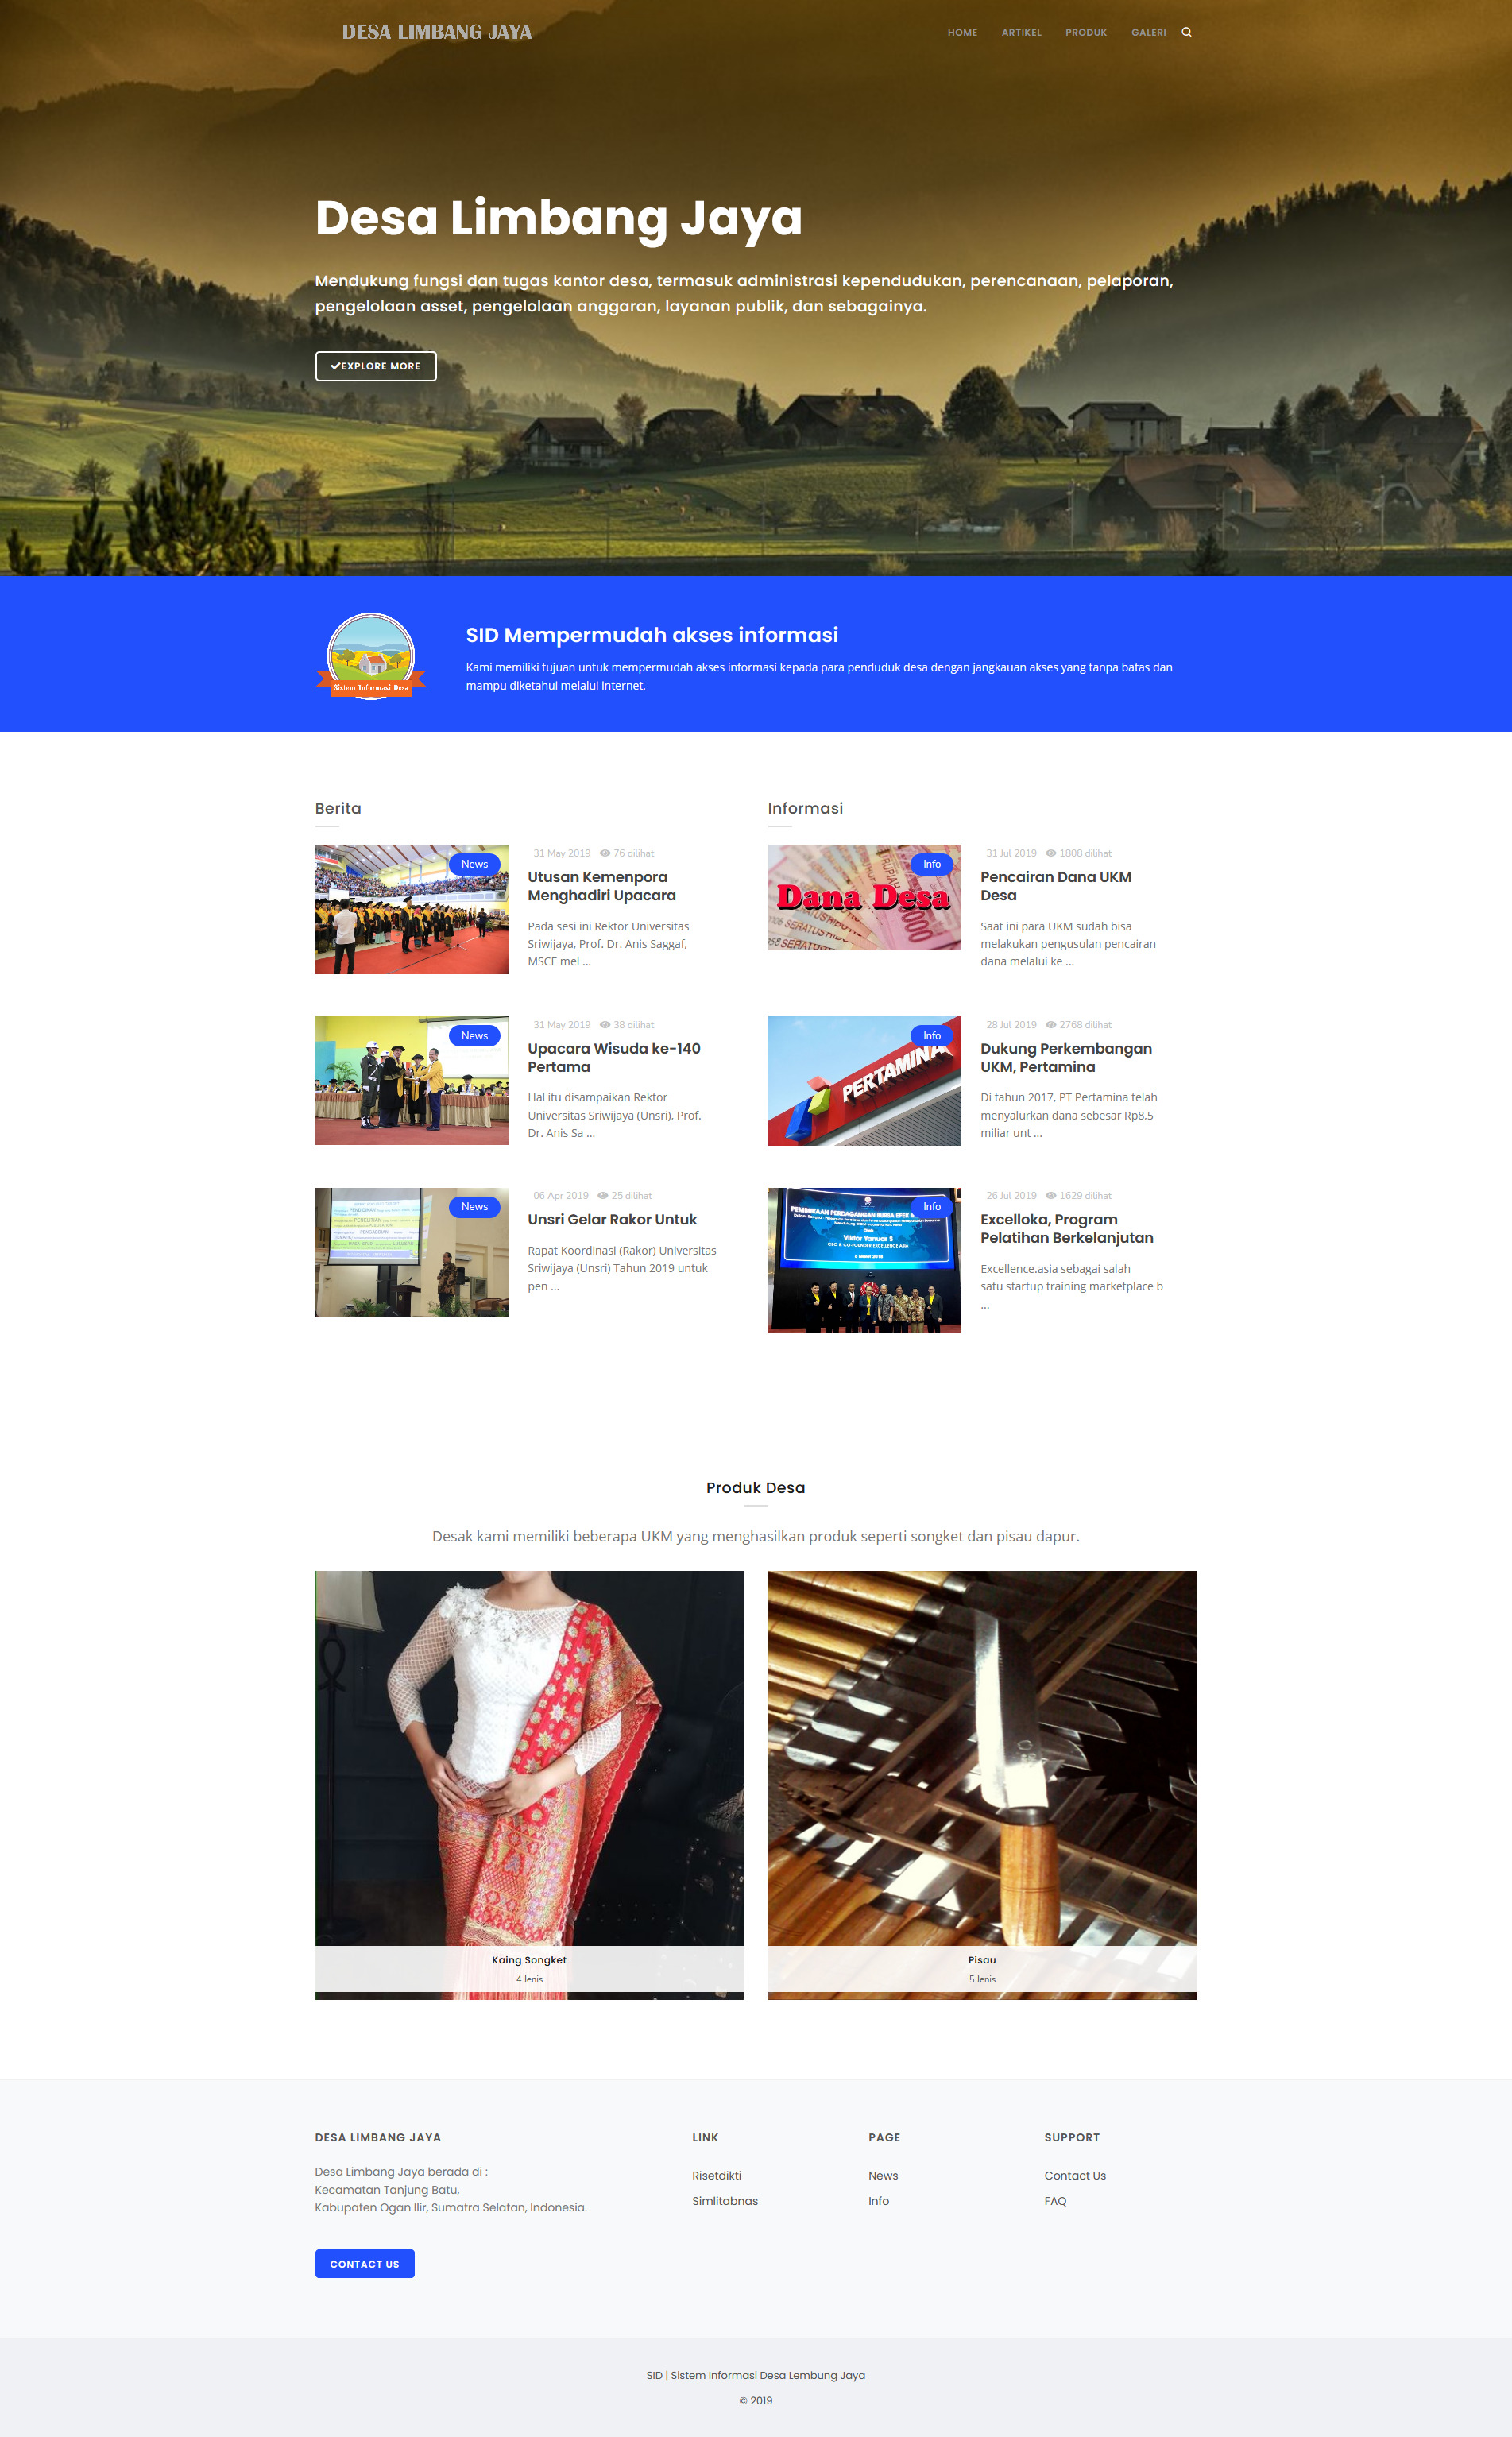 DESA LIMBANG JAYA
HOME ARTIKEL PRODUK GALERI
Desa Limbang Jaya
Mendukung fungsi dan tugas kantor desa, termasuk administrasi kependudukan, perencanaan, pelaporan,
pengelolaan asset, pengelolaan anggaran, layanan publik, dan sebagainya.
EXPLORE MORE
Sistem Informasi Desa
SID Mempermudah akses informasi
Kami memiliki tujuan untuk mempermudah akses informasi kepada para penduduk desa dengan jangkauan akses yang tanpa batas dan
mampu diketahui melalui internet.
Berita
News
31 May 2019 76 dilihat
Utusan Kemenpora
Menghadiri Upacara
Pada sesi ini Rektor Universitas
Sriwijaya, Prof. Dr. Anis Saggaf,
MSCE mel ...
News
31 May 2019 38 dilihat
Upacara Wisuda ke-140
Pertama
Hal itu disampaikan Rektor
Universitas Sriwijaya (Unsri), Prof.
Dr. Anis Sa ...
News
06 Apr 2019 25 dilihat
Unsri Gelar Rakor Untuk
Rapat Koordinasi (Rakor) Universitas
Sriwijaya (Unsri) Tahun 2019 untuk
pen ...
Informasi
Info
Dana Desa
31 Jul 2019 1808 dilihat
Pencairan Dana UKM
Desa
Saat ini para UKM sudah bisa
melakukan pengusulan pencairan
dana melalui ke ...
Info
PERTAMINA
28 Jul 2019 2768 dilihat
Dukung Perkembangan
UKM, Pertamina
Di tahun 2017, PT Pertamina telah
menyalurkan dana sebesar Rp8,5
miliar unt ...
Info
PEMBUKAAN PERDAGANGAN BURSA EFEK
Viktor Yanuar S
26 Jul 2019 1629 dilihat
Excelloka, Program
Pelatihan Berkelanjutan
Excellence.asia sebagai salah
satu startup training marketplace b
...
Produk Desa
Desak kami memiliki beberapa UKM yang menghasilkan produk seperti songket dan pisau dapur.
Kaing Songket
4 Jenis
Pisau
5 Jenis
DESA LIMBANG JAYA
Desa Limbang Jaya berada di :
Kecamatan Tanjung Batu,
Kabupaten Ogan Ilir, Sumatra Selatan, Indonesia.
CONTACT US
LINK
Risetdikti
Simlitabnas
PAGE
News
Info
SUPPORT
Contact Us
FAQ
SID | Sistem Informasi Desa Lembung Jaya
© 2019